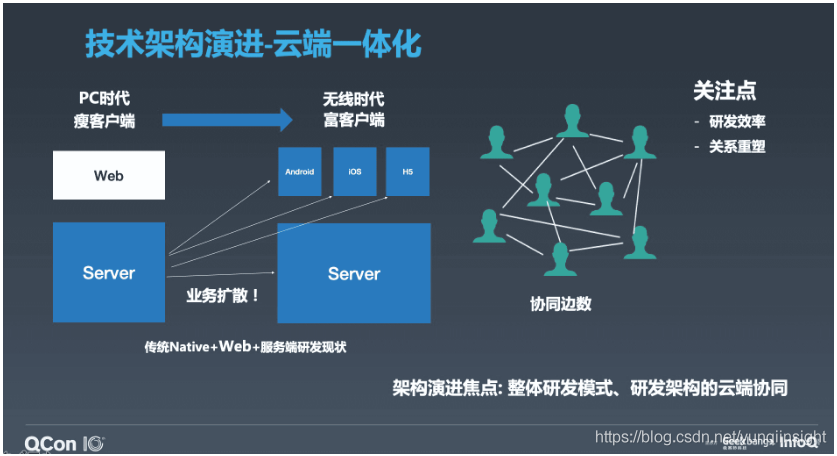 技术架构演进-云端一体化
PC时代
瘦客户端
无线时代
富客户端
关注点
- 研发效率
- 关系重塑
Web
Android
iOS
H5
Server
Server
业务扩散！
协同边数
传统Native+Web+服务端研发现状
架构演进焦点: 整体研发模式、研发架构的云端协同
QCon 10
https://blog.csdn.net/yunqiinsight
Geekbang
InfoQ